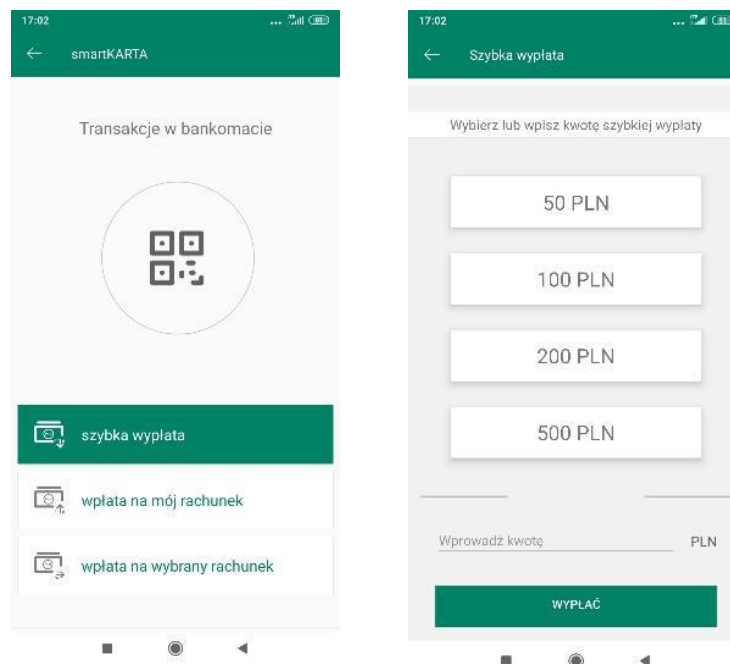 17:02
smartKARTA
Transakcje w bankomacie
szybka wypłata
wpłata na mój rachunek
wpłata na wybrany rachunek
17:02
Szybka wypłata
Wybierz lub wpisz kwotę szybkiej wypłaty
50 PLN
100 PLN
200 PLN
500 PLN
Wprowadź kwotę PLN
WYPŁAĆ